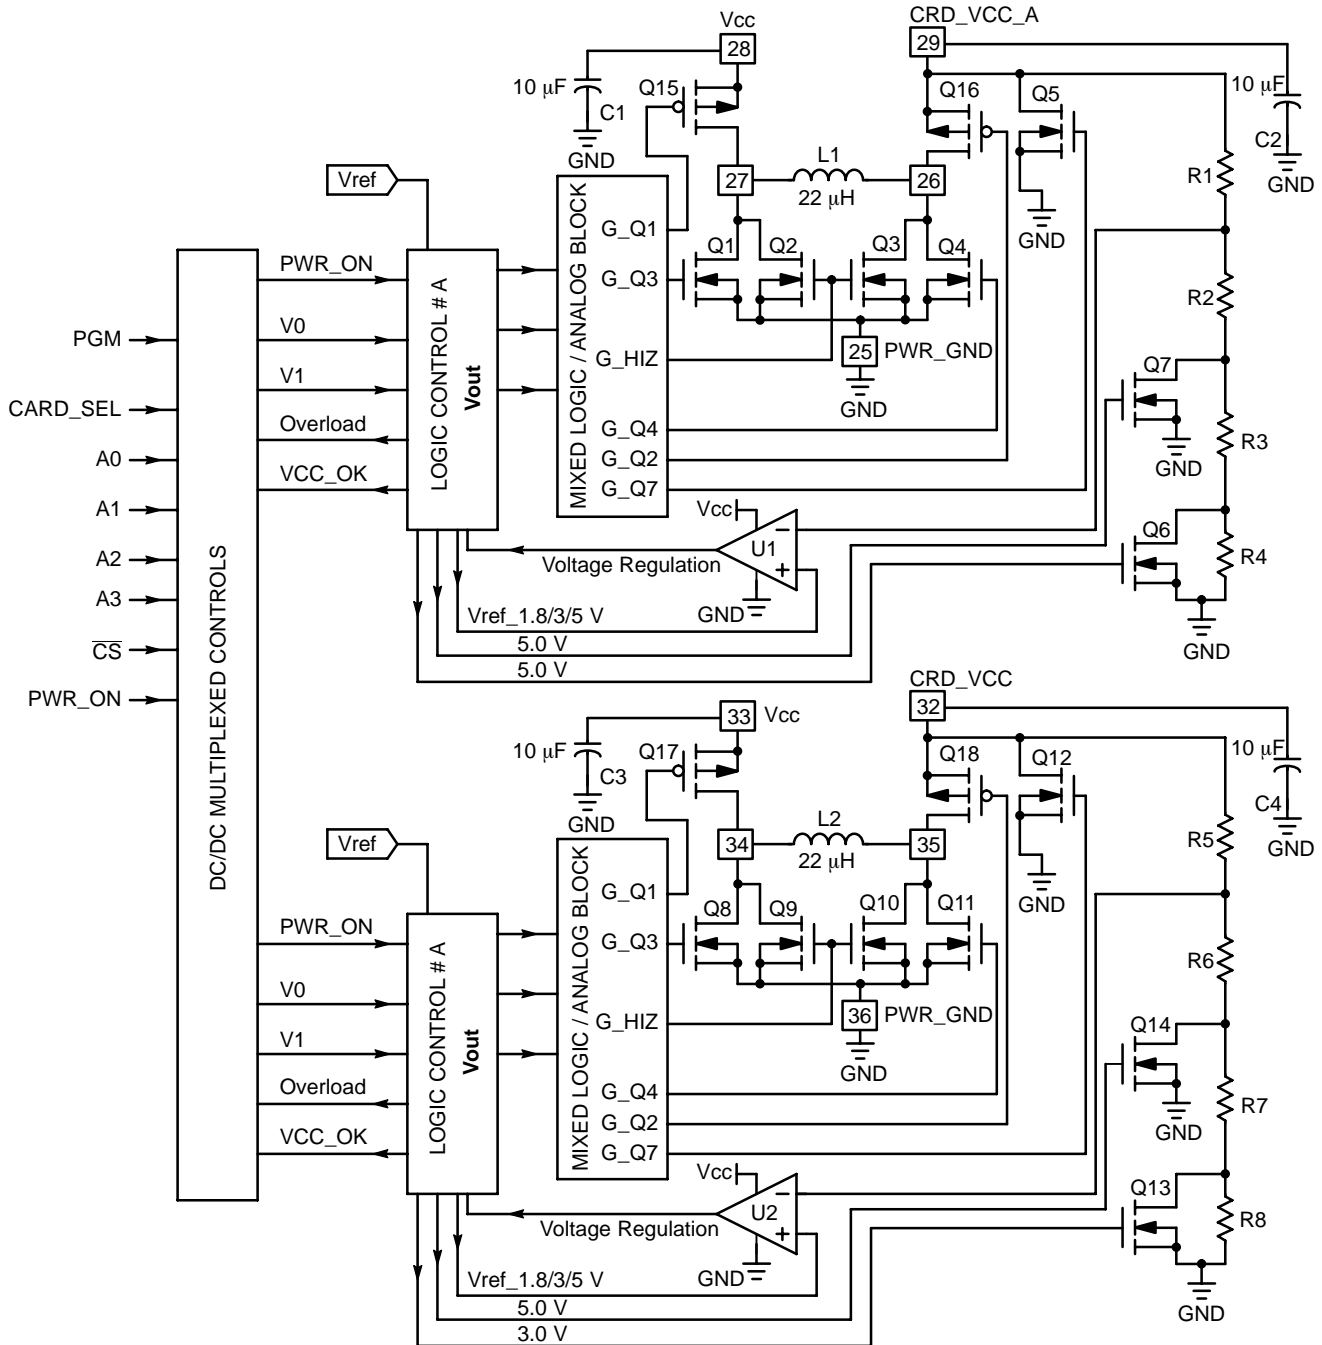 Vcc
CRD_VCC_A
28
29
10 μF
C1
GND
Q15
Q16
Q5
10 μF
C2
GND
Vref
27
L1
22 μH
26
GND
R1
MIXED LOGIC / ANALOG BLOCK
G_Q1
Q1
Q2
Q3
Q4
PWR_ON
LOGIC CONTROL # A
Vout
G_Q3
R2
PGM
V0
25
PWR_GND
GND
G_HIZ
Q7
GND
V1
CARD_SEL
Overload
G_Q4
R3
A0
VCC_OK
G_Q2
G_Q7
A1
Vcc
U1
Q6
A2
Voltage Regulation
R4
A3
GND
Vref_1.8/3/5 V
GND
CS
5.0 V
5.0 V
PWR_ON
DC/DC MULTIPLEXED CONTROLS
CRD_VCC
33
Vcc
32
10 μF
C3
GND
Q17
Q18
Q12
10 μF
C4
GND
Vref
34
L2
22 μH
35
GND
R5
MIXED LOGIC / ANALOG BLOCK
G_Q1
Q8
Q9
Q10
Q11
PWR_ON
LOGIC CONTROL # A
Vout
G_Q3
R6
V0
36
PWR_GND
GND
G_HIZ
Q14
GND
V1
Overload
G_Q4
R7
VCC_OK
G_Q2
G_Q7
Vcc
U2
Q13
Voltage Regulation
R8
GND
Vref_1.8/3/5 V
GND
5.0 V
3.0 V